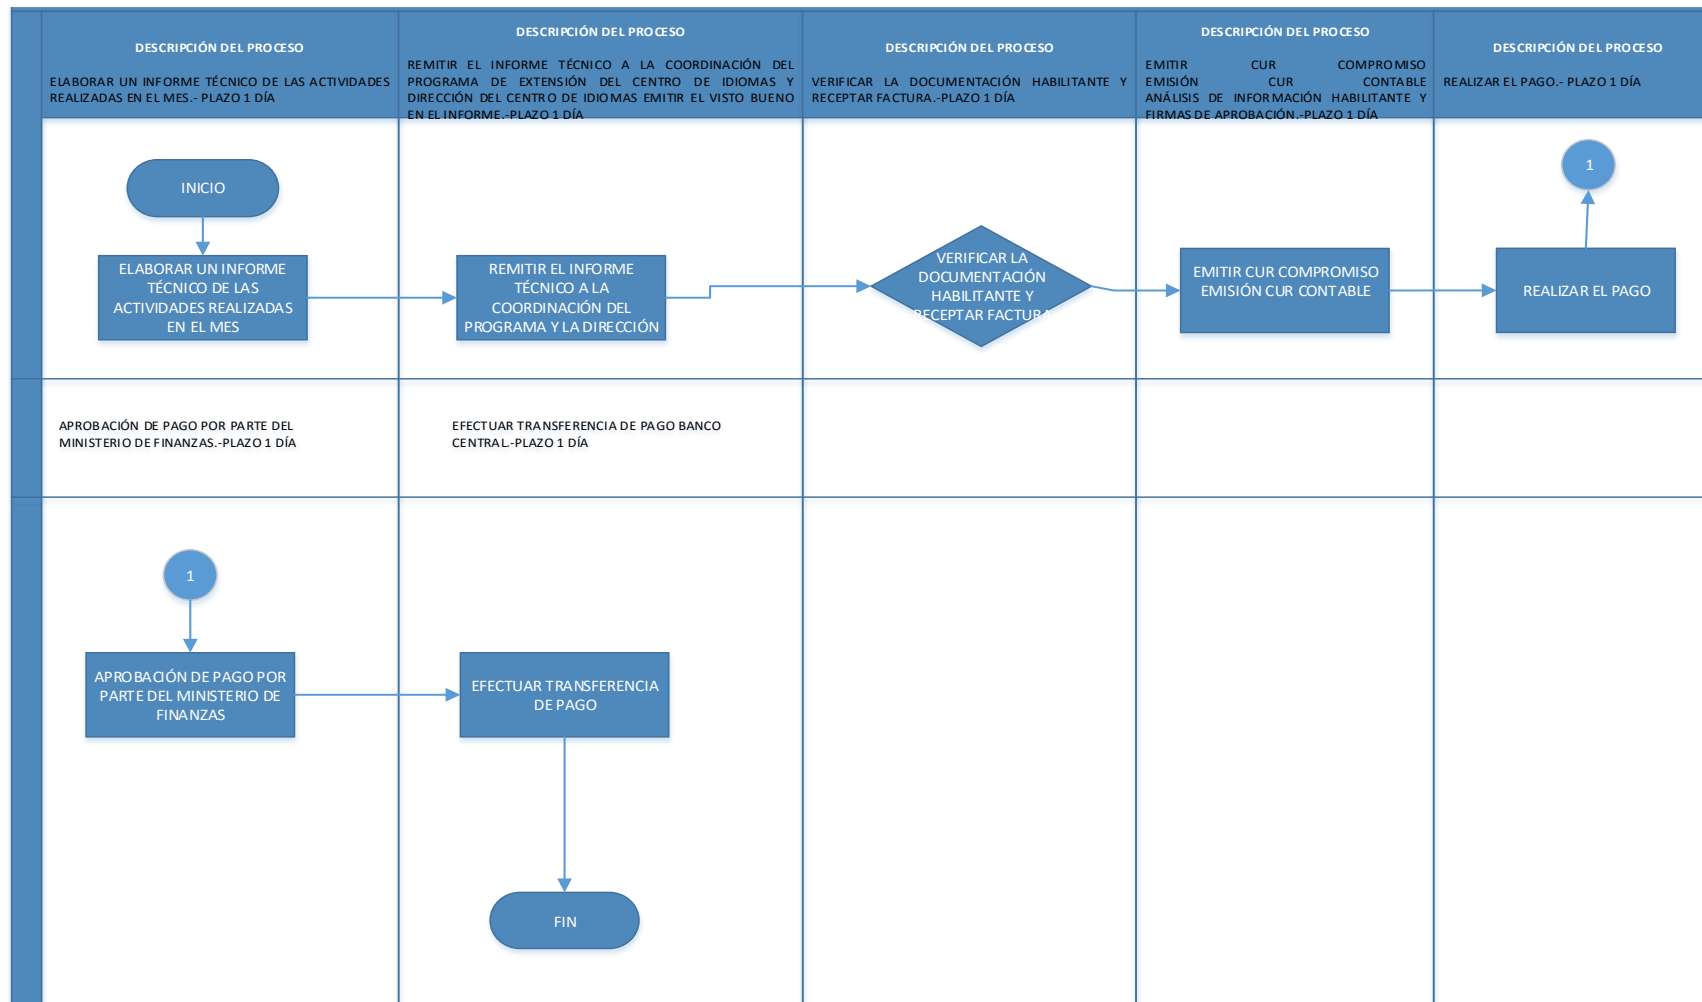 DESCRIPCIÓN DEL PROCESO
ELABORAR UN INFORME TÉCNICO DE LAS ACTIVIDADES
REALIZADAS EN EL MES.- PLAZO 1 DÍA
DESCRIPCIÓN DEL PROCESO
REMITIR EL INFORME TÉCNICO A LA COORDINACIÓN DEL
PROGRAMA DE EXTENSIÓN DEL CENTRO DE IDIOMAS Y
DIRECCIÓN DEL CENTRO DE IDIOMAS EMITIR EL VISTO BUENO
EN EL INFORME.-PLAZO 1 DÍA
DESCRIPCIÓN DEL PROCESO
VERIFICAR LA DOCUMENTACIÓN HABILITANTE Y
RECEPTAR FACTURA.-PLAZO 1 DÍA
DESCRIPCIÓN DEL PROCESO
EMITIR CUR COMPROMISO
EMISIÓN CUR CONTABLE
ANÁLISIS DE INFORMACIÓN HABILITANTE Y
FIRMAS DE APROBACIÓN.-PLAZO 1 DÍA
DESCRIPCIÓN DEL PROCESO
REALIZAR EL PAGO.- PLAZO 1 DÍA
INICIO
ELABORAR UN INFORME
TÉCNICO DE LAS
ACTIVIDADES REALIZADAS
EN EL MES
REMITIR EL INFORME
TÉCNICO A LA
COORDINACIÓN DEL
PROGRAMA Y LA DIRECCIÓN
VERIFICAR LA
DOCUMENTACIÓN
HABILITANTE Y
RECEPTAR FACTURA
EMITIR CUR COMPROMISO
EMISIÓN CUR CONTABLE
REALIZAR EL PAGO
1
APROBACIÓN DE PAGO POR PARTE DEL
MINISTERIO DE FINANZAS.-PLAZO 1 DÍA
EFECTUAR TRANSFERENCIA DE PAGO BANCO
CENTRAL.-PLAZO 1 DÍA
1
APROBACIÓN DE PAGO POR
PARTE DEL MINISTERIO DE
FINANZAS
EFECTUAR TRANSFERENCIA
DE PAGO
FIN